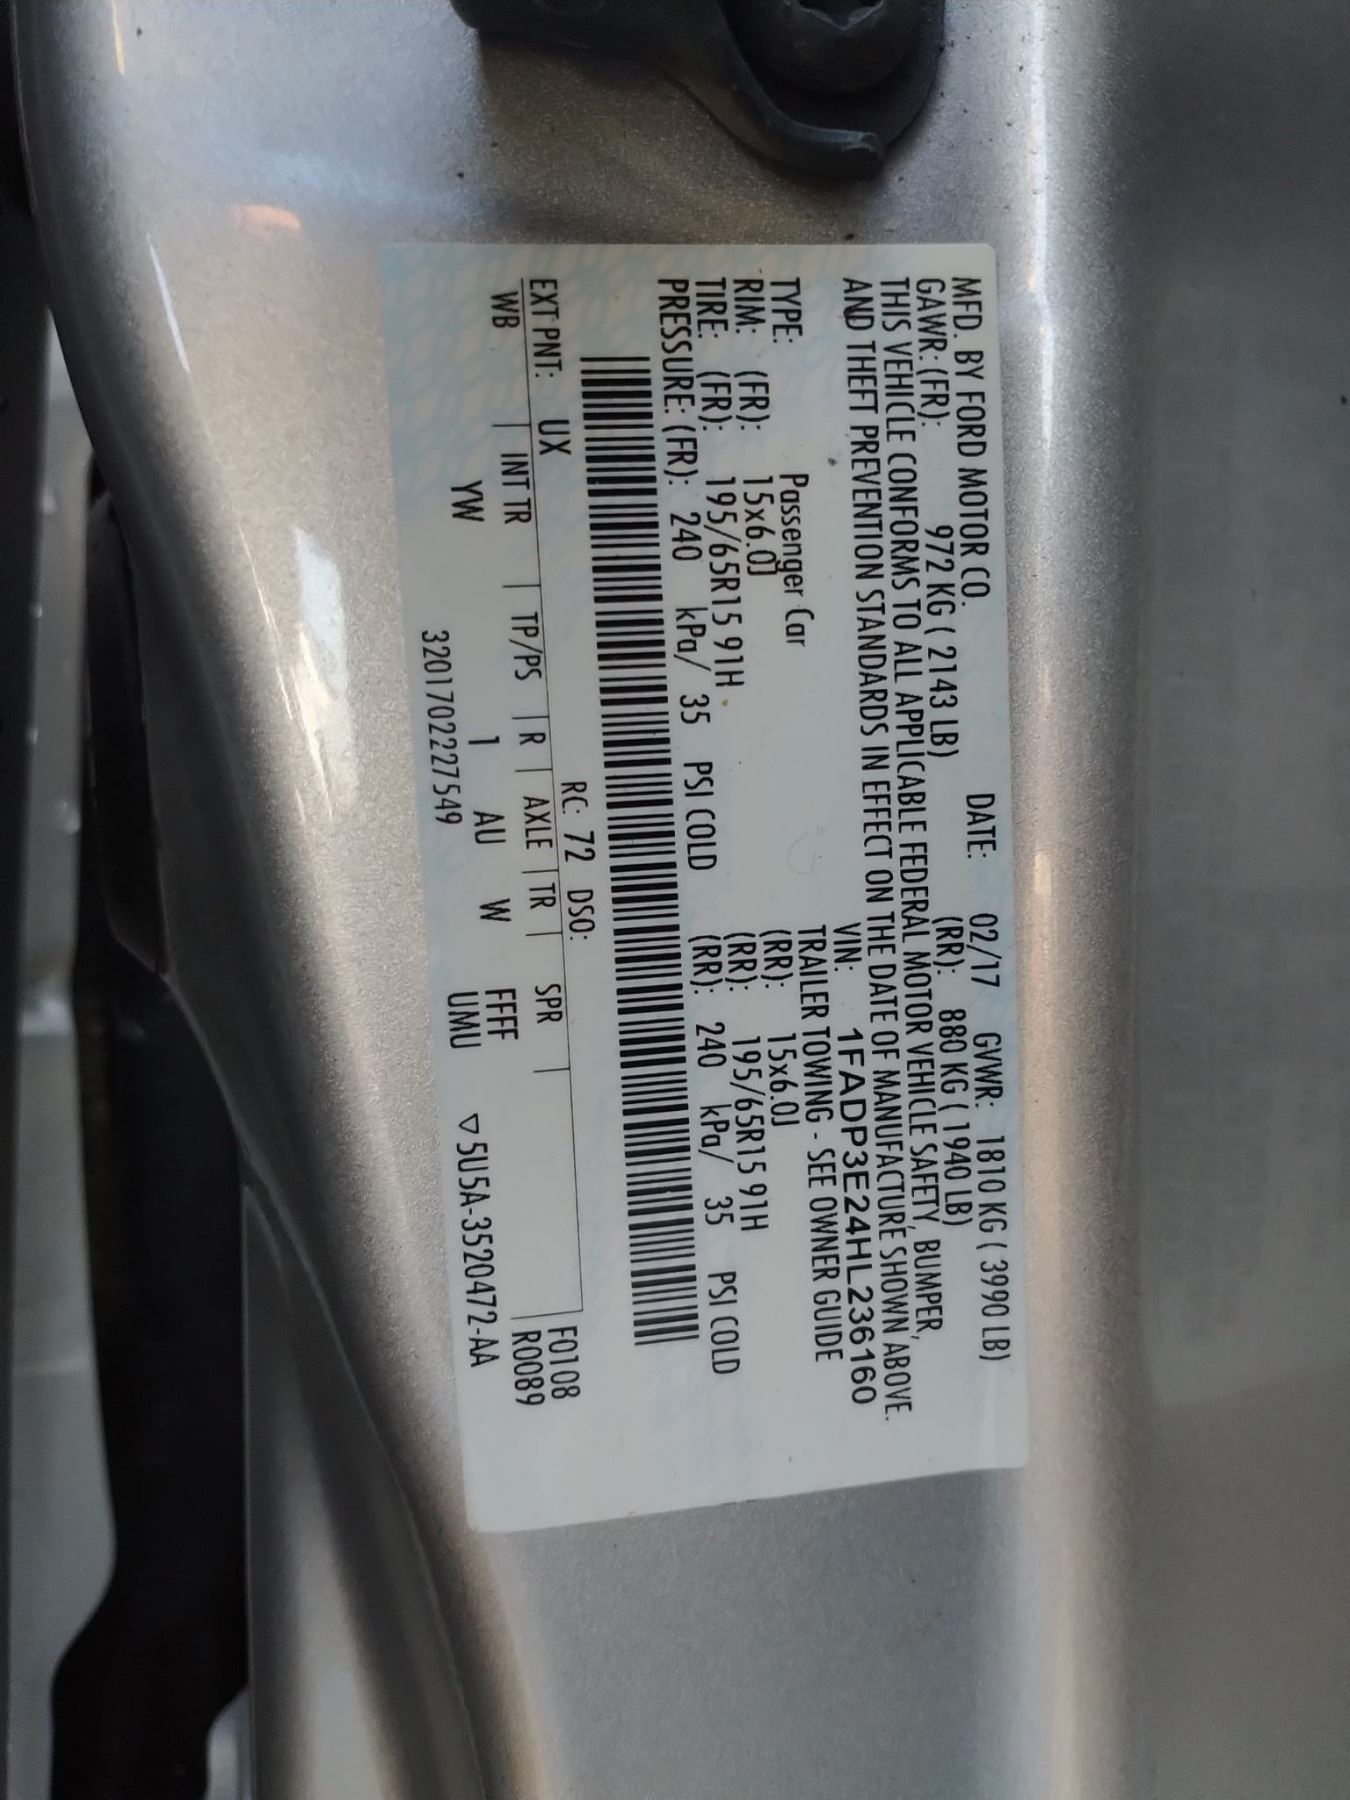 MFD. BY FORD MOTOR CO. DATE: 02/17 GVWR: 1810 KG ( 3990 LB)
GAWR: (FR): 972 KG ( 2143 LB) (RR): 880 KG ( 1940 LB)
THIS VEHICLE CONFORMS TO ALL APPLICABLE FEDERAL MOTOR VEHICLE SAFETY, BUMPER,
AND THEFT PREVENTION STANDARDS IN EFFECT ON THE DATE OF MANUFACTURE SHOWN ABOVE.
VIN: 1FADP3E24HL236160
TYPE: Passenger Car TRAILER TOWING - SEE OWNER GUIDE
RIM: (FR): 15x6.0J (RR): 15x6.0J
TIRE: (FR): 195/65R15 91H (RR): 195/65R15 91H
PRESSURE: (FR): 240 kPa/ 35 PSI COLD (RR): 240 kPa/ 35 PSI COLD
EXT PNT: UX RC: 72 DSO: F0108
WB | INT TR | TP/PS | R | AXLE | TR | SPR | R0089
YW 1 AU W FFFF
UMU ▽5U5A-3520472-AA
320170222​7549